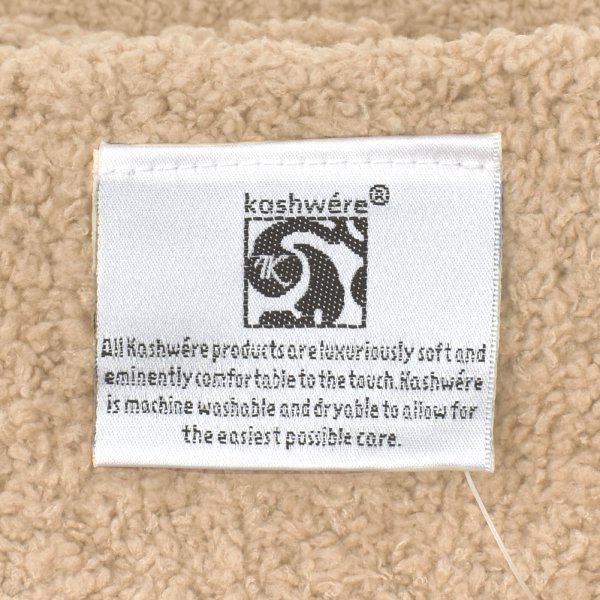 kashwére®
K
All Kashwére products are luxuriously soft and
eminently comfortable to the touch. Kashwére
is machine washable and dryable to allow for
the easiest possible care.